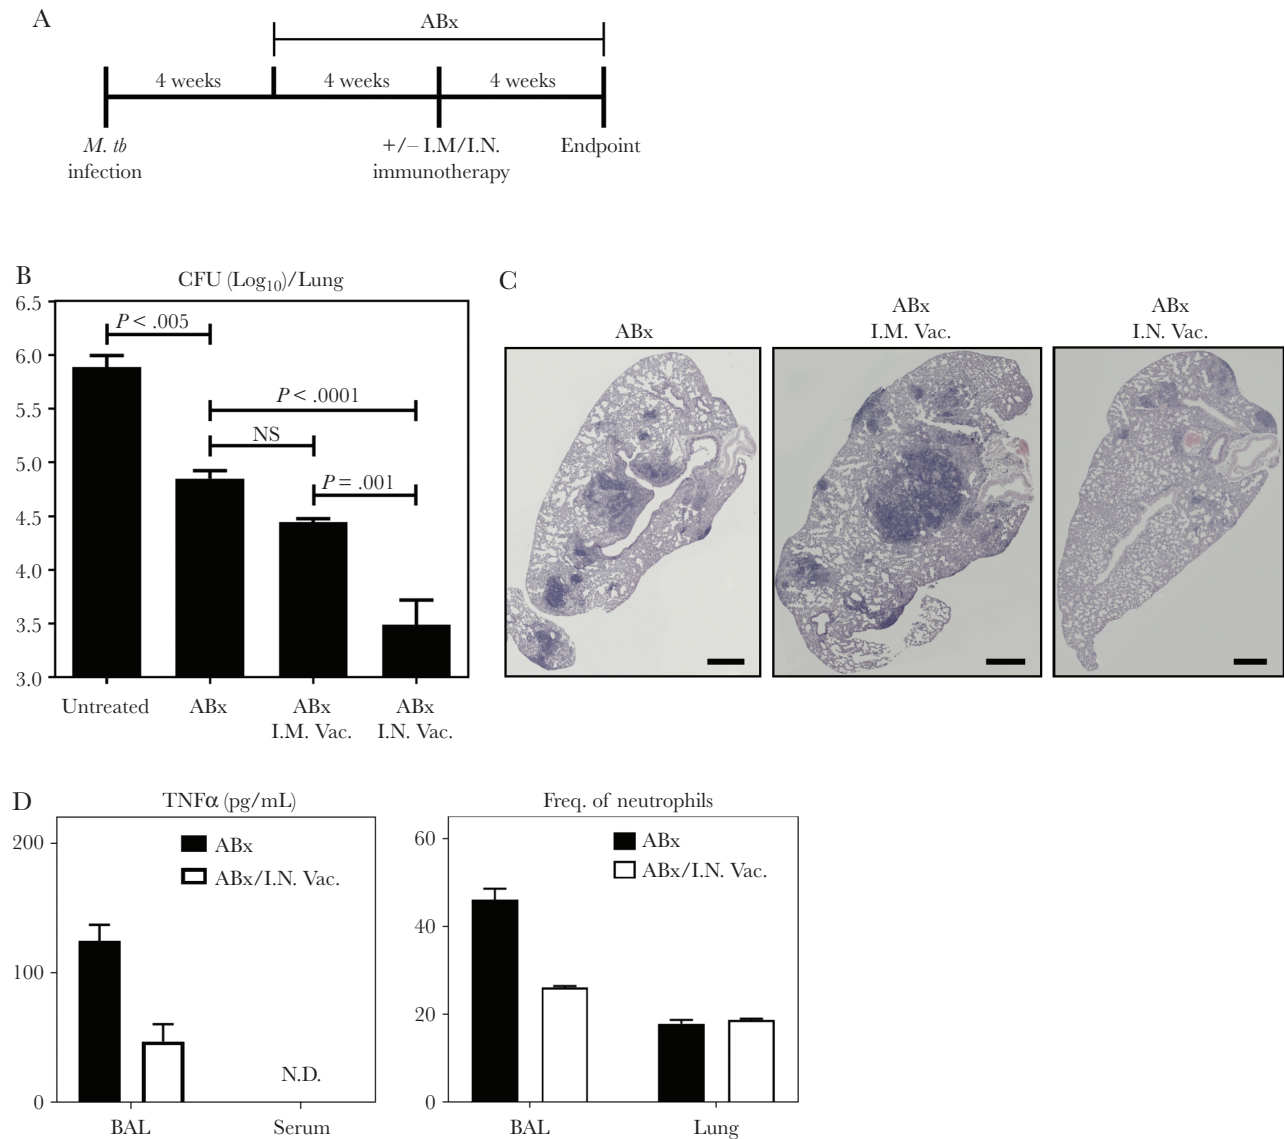 A
ABx
4 weeks
4 weeks
4 weeks
M. tb
infection
+/– I.M/I.N.
immunotherapy
Endpoint
B
CFU (Log10)/Lung
6.5
6.0
5.5
5.0
4.5
4.0
3.5
3.0
P < .005
P < .0001
NS
P = .001
Untreated
ABx
ABx
I.M. Vac.
ABx
I.N. Vac.
C
ABx
ABx
I.M. Vac.
ABx
I.N. Vac.
D
TNFα (pg/mL)
200
100
0
ABx
ABx/I.N. Vac.
N.D.
BAL
Serum
Freq. of neutrophils
60
40
20
0
ABx
ABx/I.N. Vac.
BAL
Lung